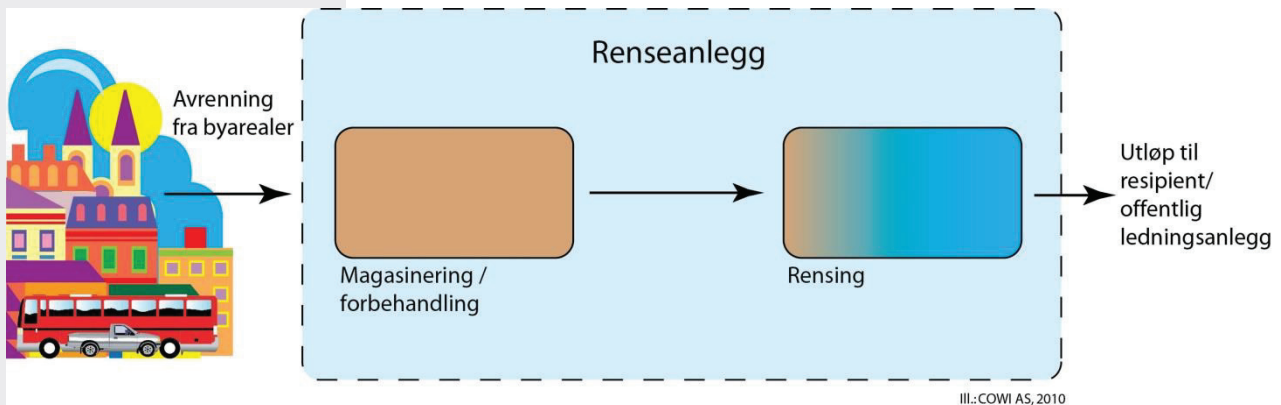 Renseanlegg
Avrenning
fra byarealer
Magasinering /
forbehandling
Rensing
Utløp til
resipient/
offentlig
ledningsanlegg
Ill.: COWI AS, 2010